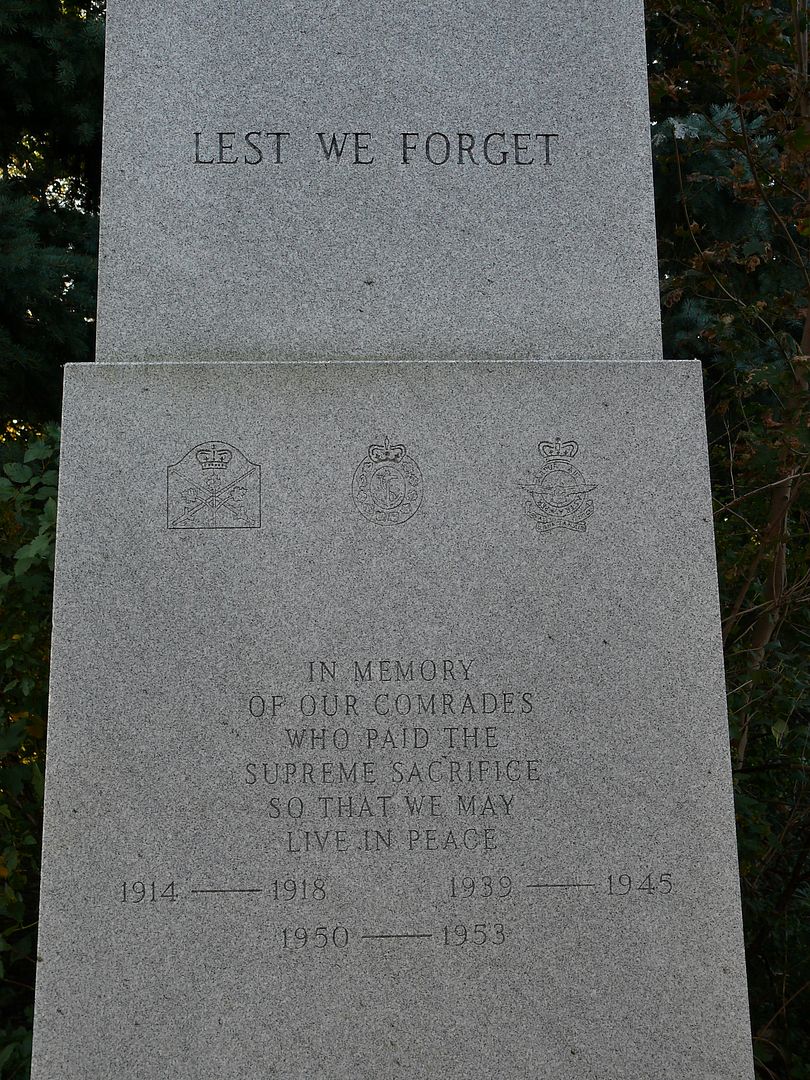 LEST WE FORGET
IN MEMORY
OF OUR COMRADES
WHO PAID THE
SUPREME SACRIFICE
SO THAT WE MAY
LIVE IN PEACE
1914 — 1918 1939 — 1945
1950 — 1953